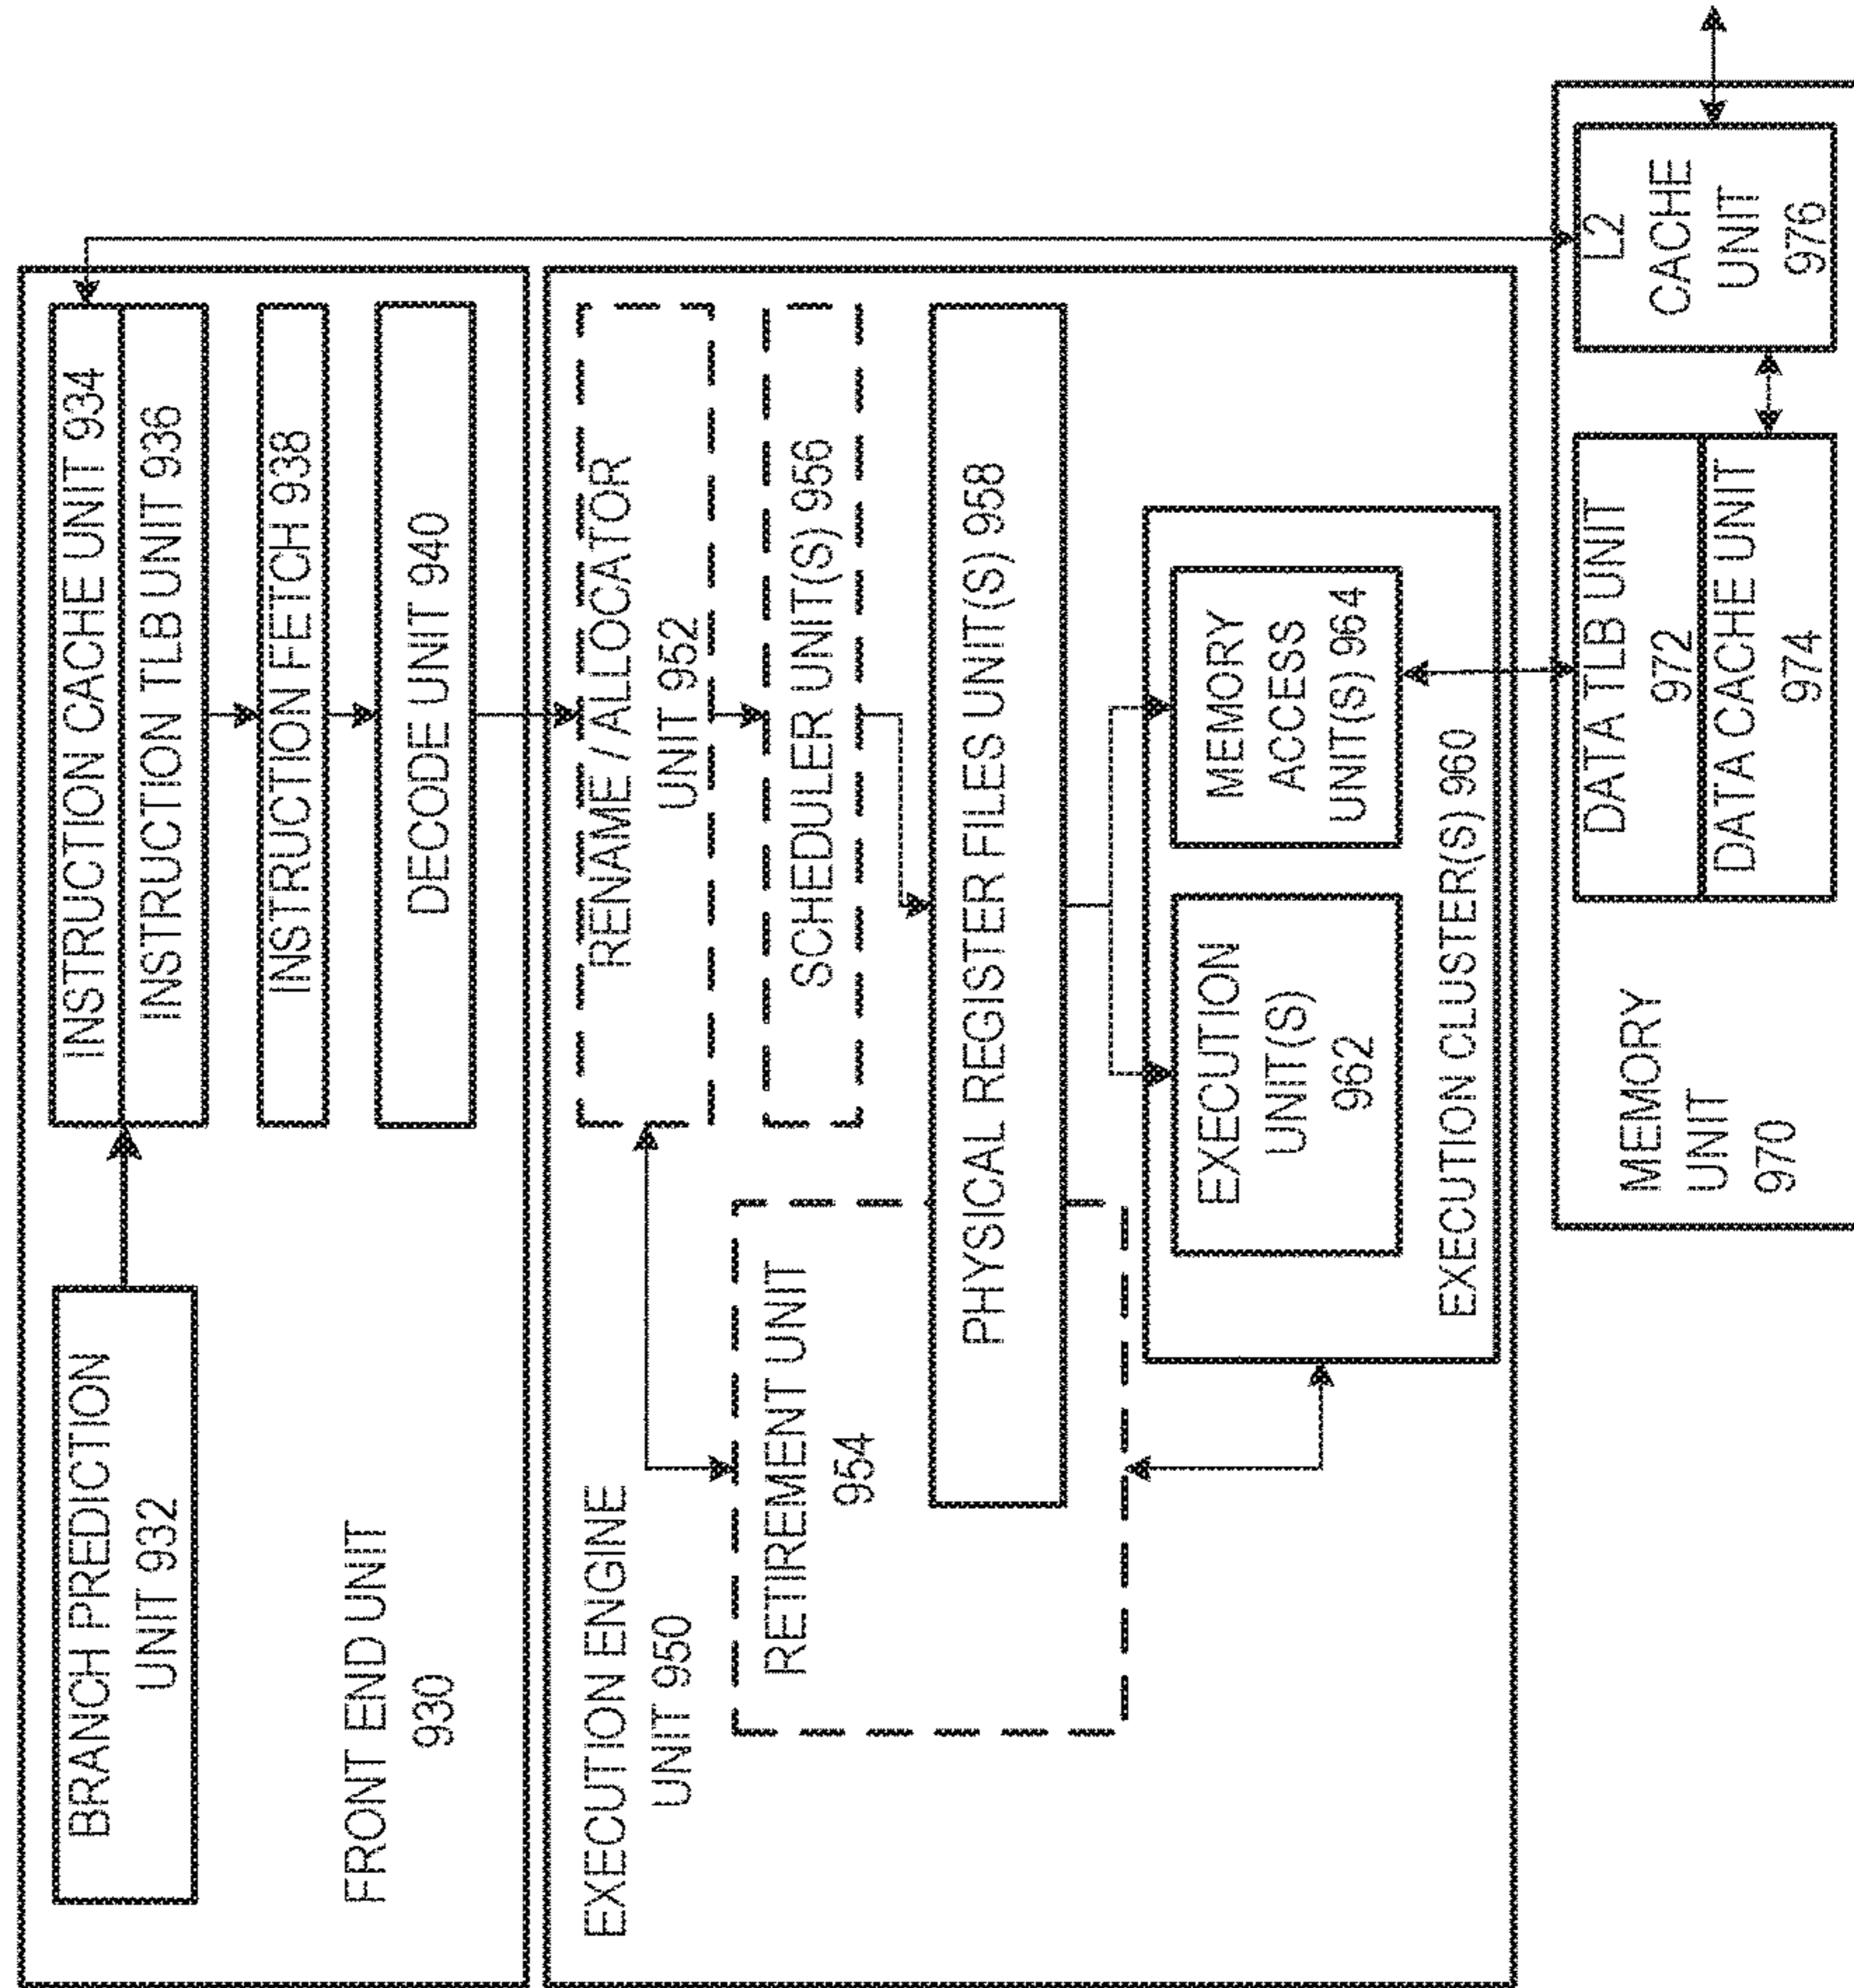 BRANCH PREDICTION
UNIT 932
INSTRUCTION CACHE UNIT 934
INSTRUCTION TLB UNIT 936
INSTRUCTION FETCH 938
FRONT END UNIT
930
DECODE UNIT 940
EXECUTION ENGINE
UNIT 950
RENAME / ALLOCATOR
UNIT 952
RETIREMENT UNIT
954
SCHEDULER UNIT(S) 956
PHYSICAL REGISTER FILES UNIT(S) 958
EXECUTION
UNIT(S)
962
MEMORY
ACCESS
UNIT(S) 964
EXECUTION CLUSTER(S) 960
MEMORY
UNIT
970
DATA TLB UNIT
972
DATA CACHE UNIT
974
L2
CACHE
UNIT
976